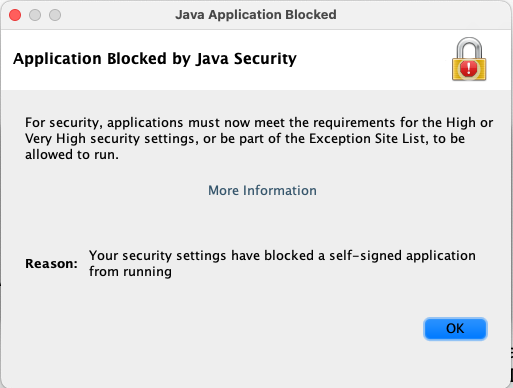 Java Application Blocked
Application Blocked by Java Security
For security, applications must now meet the requirements for the High or
Very High security settings, or be part of the Exception Site List, to be
allowed to run.
More Information
Reason: Your security settings have blocked a self-signed application
from running
OK